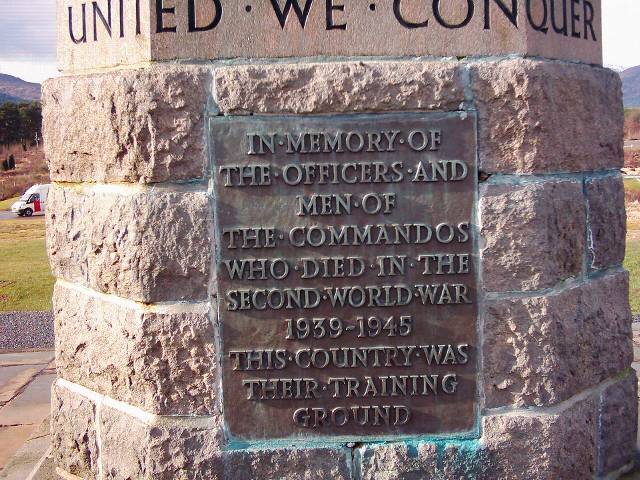 UNITED · WE · CONQUER
IN·MEMORY·OF
THE·OFFICERS·AND
MEN·OF
THE·COMMANDOS
WHO·DIED·IN·THE
SECOND·WORLD·WAR
1939-1945
THIS·COUNTRY·WAS
THEIR·TRAINING
GROUND